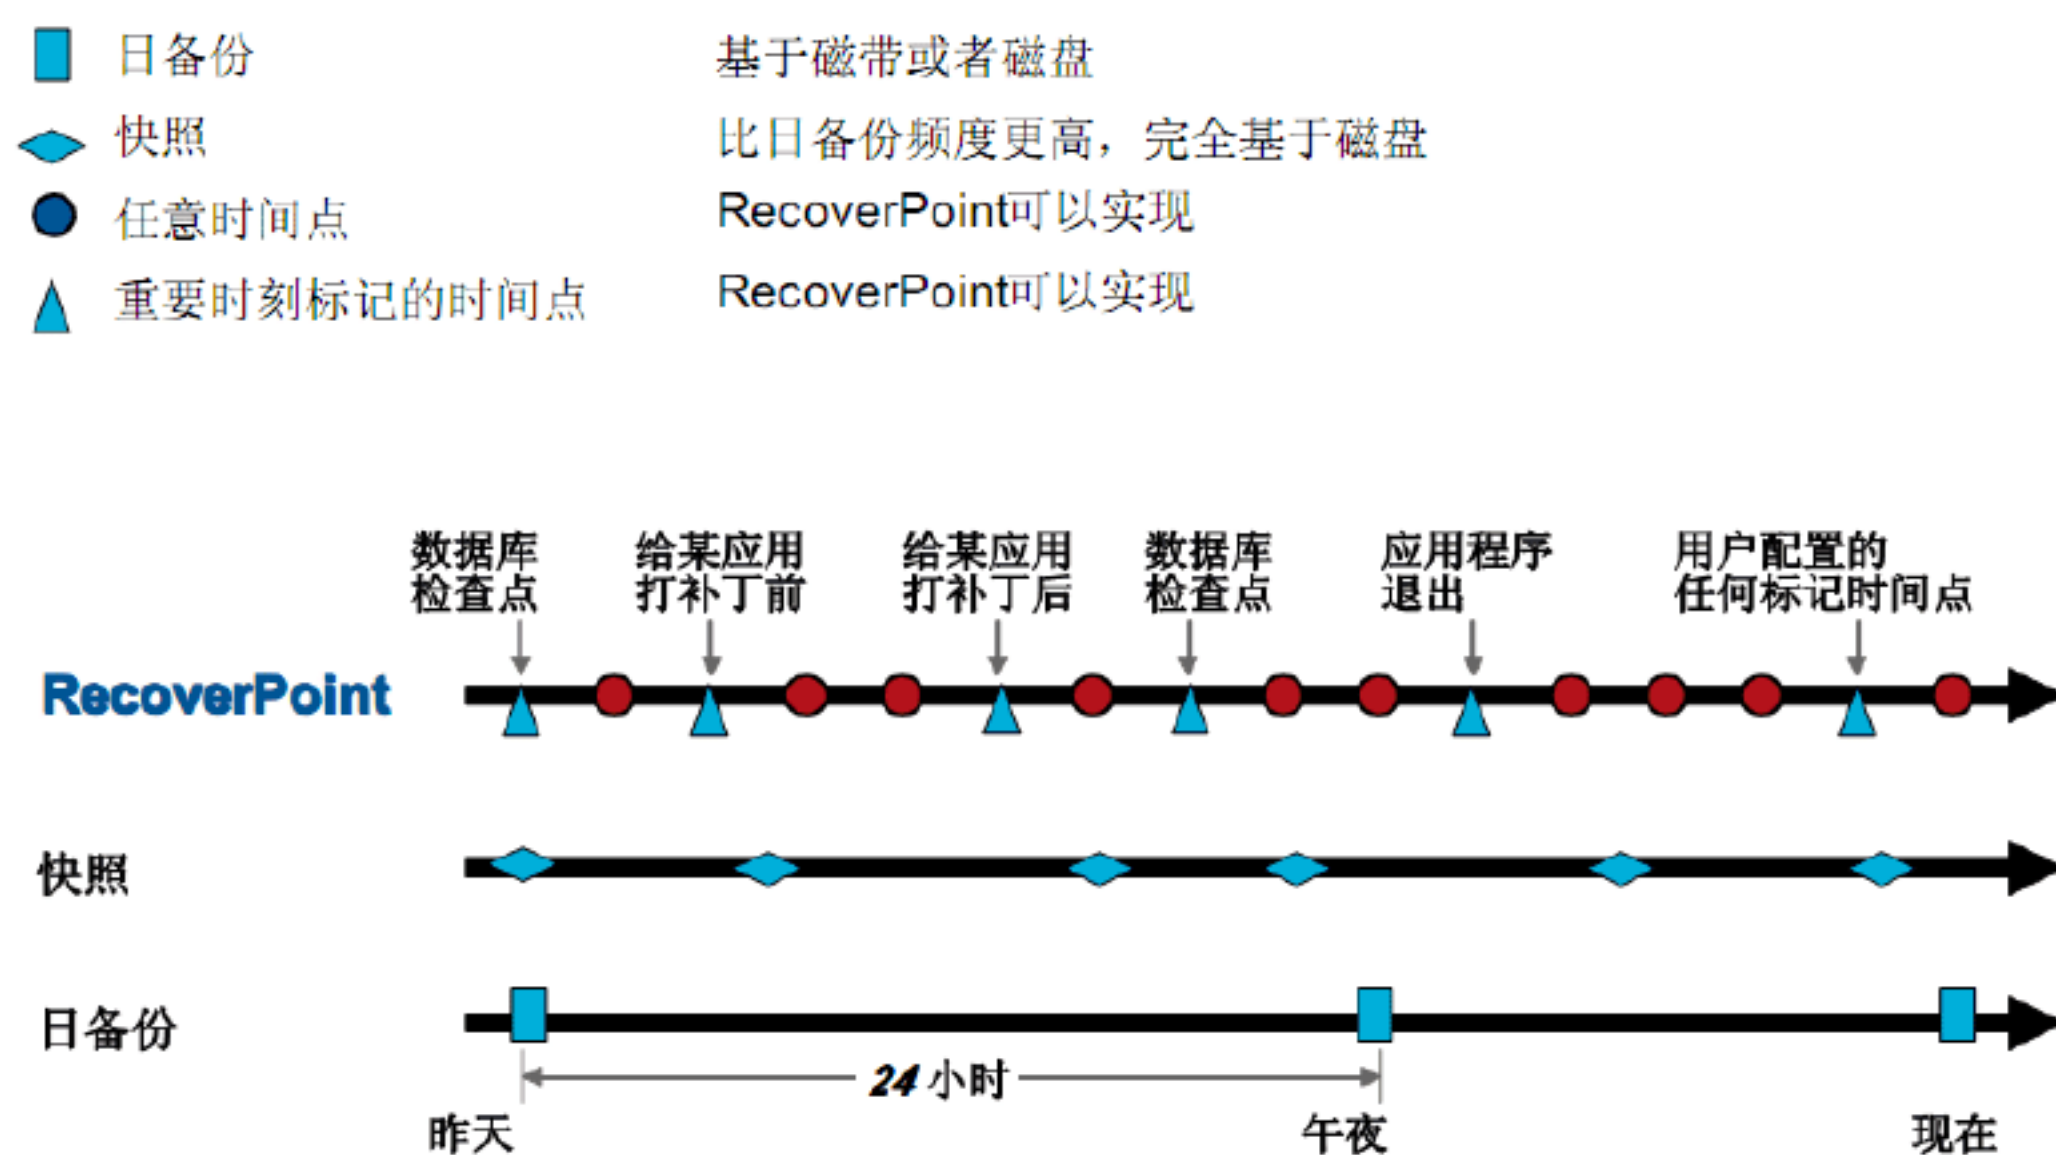 日备份 基于磁带或者磁盘
快照 比日备份频度更高，完全基于磁盘
任意时间点 RecoverPoint可以实现
重要时刻标记的时间点 RecoverPoint可以实现
数据库 给某应用 给某应用 数据库 应用程序 用户配置的
检查点 打补丁前 打补丁后 检查点 退出 任何标记时间点
RecoverPoint
快照
日备份
24 小时
昨天 午夜 现在